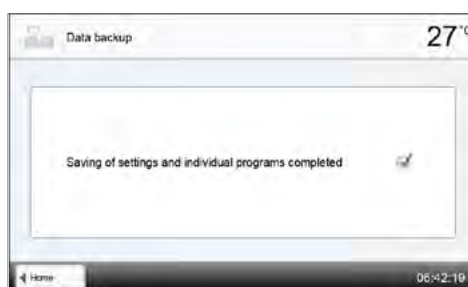 Data backup
27 °C
Saving of settings and individual programs completed
Home
06:42:19